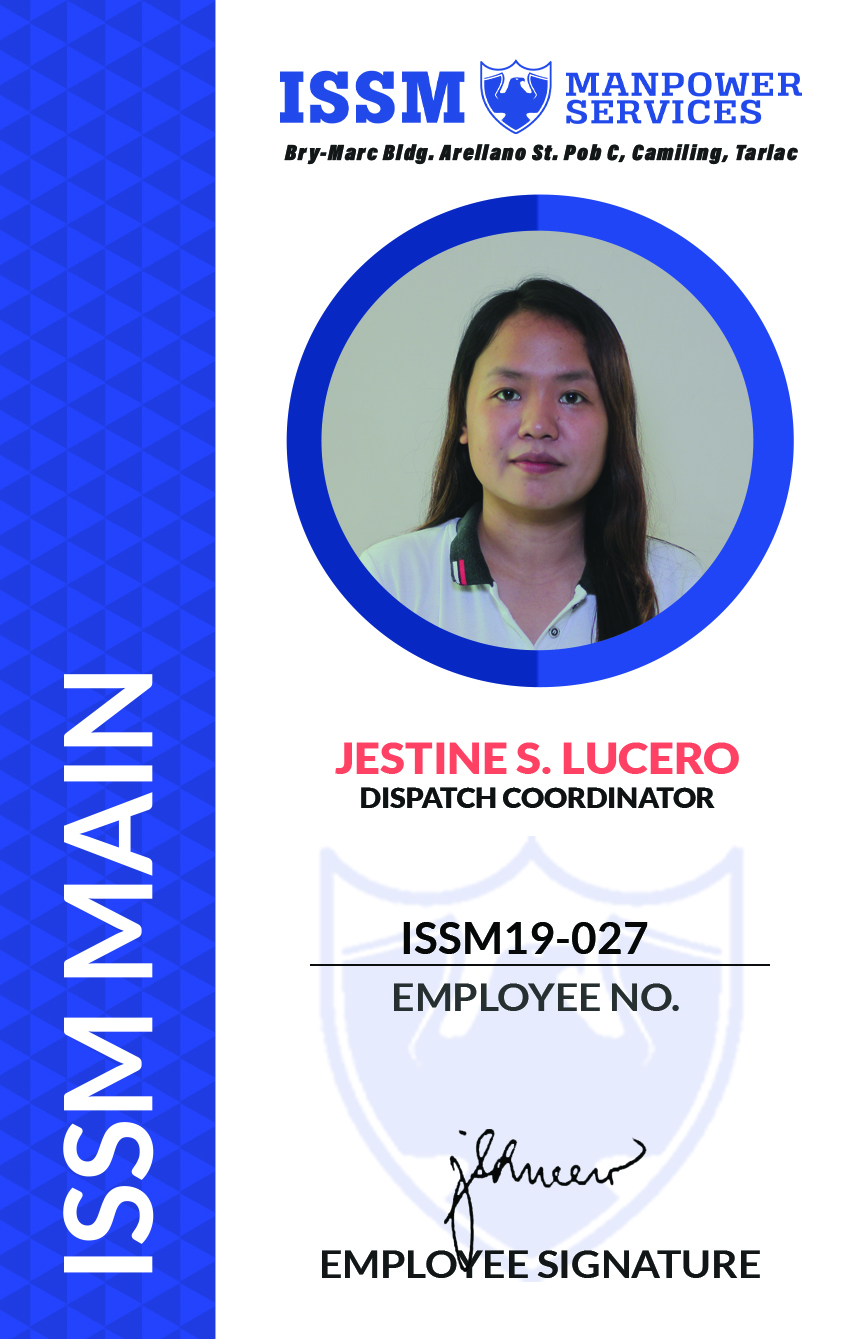 ISSM MANPOWER SERVICES
Bry-Marc Bldg. Arellano St. Pob C, Camiling, Tarlac
JESTINE S. LUCERO
DISPATCH COORDINATOR
ISSM19-027
EMPLOYEE NO.
EMPLOYEE SIGNATURE
ISSM MAIN